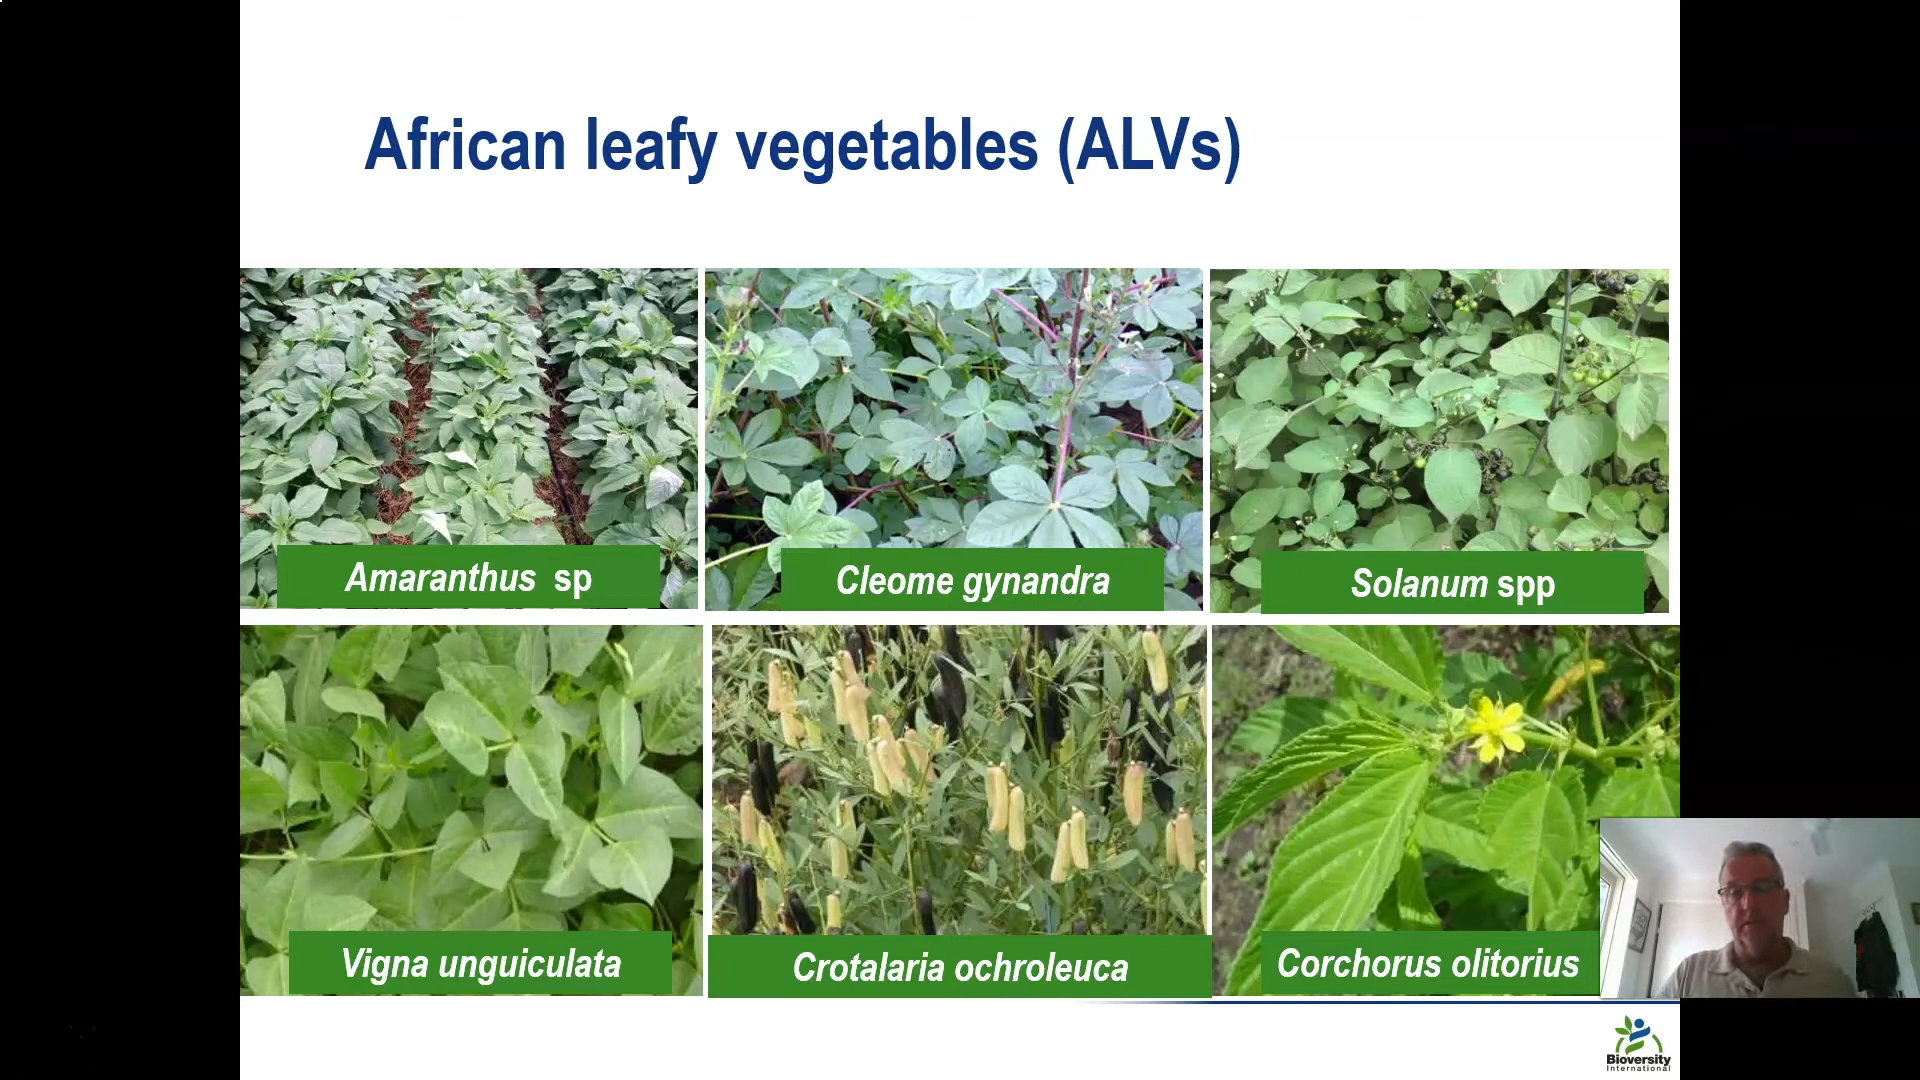 African leafy vegetables (ALVs)
Amaranthus sp
Cleome gynandra
Solanum spp
Vigna unguiculata
Crotalaria ochroleuca
Corchorus olitorius
Bioversity
International